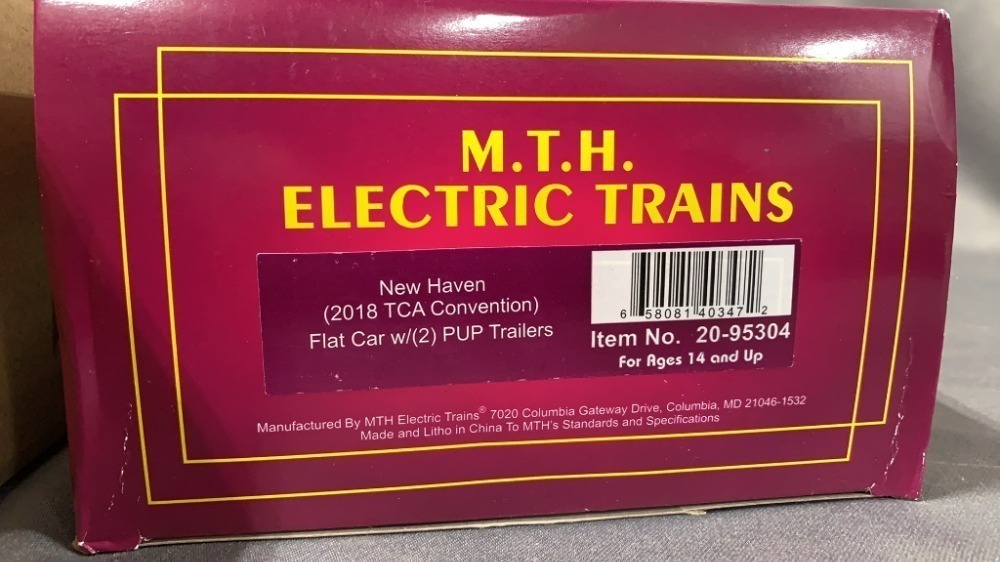 M.T.H.
ELECTRIC TRAINS
New Haven
(2018 TCA Convention)
Flat Car w/(2) PUP Trailers
6 58081 40347 2
Item No. 20-95304
For Ages 14 and Up
Manufactured By MTH Electric Trains® 7020 Columbia Gateway Drive, Columbia, MD 21046-1532
Made and Litho in China To MTH's Standards and Specifications